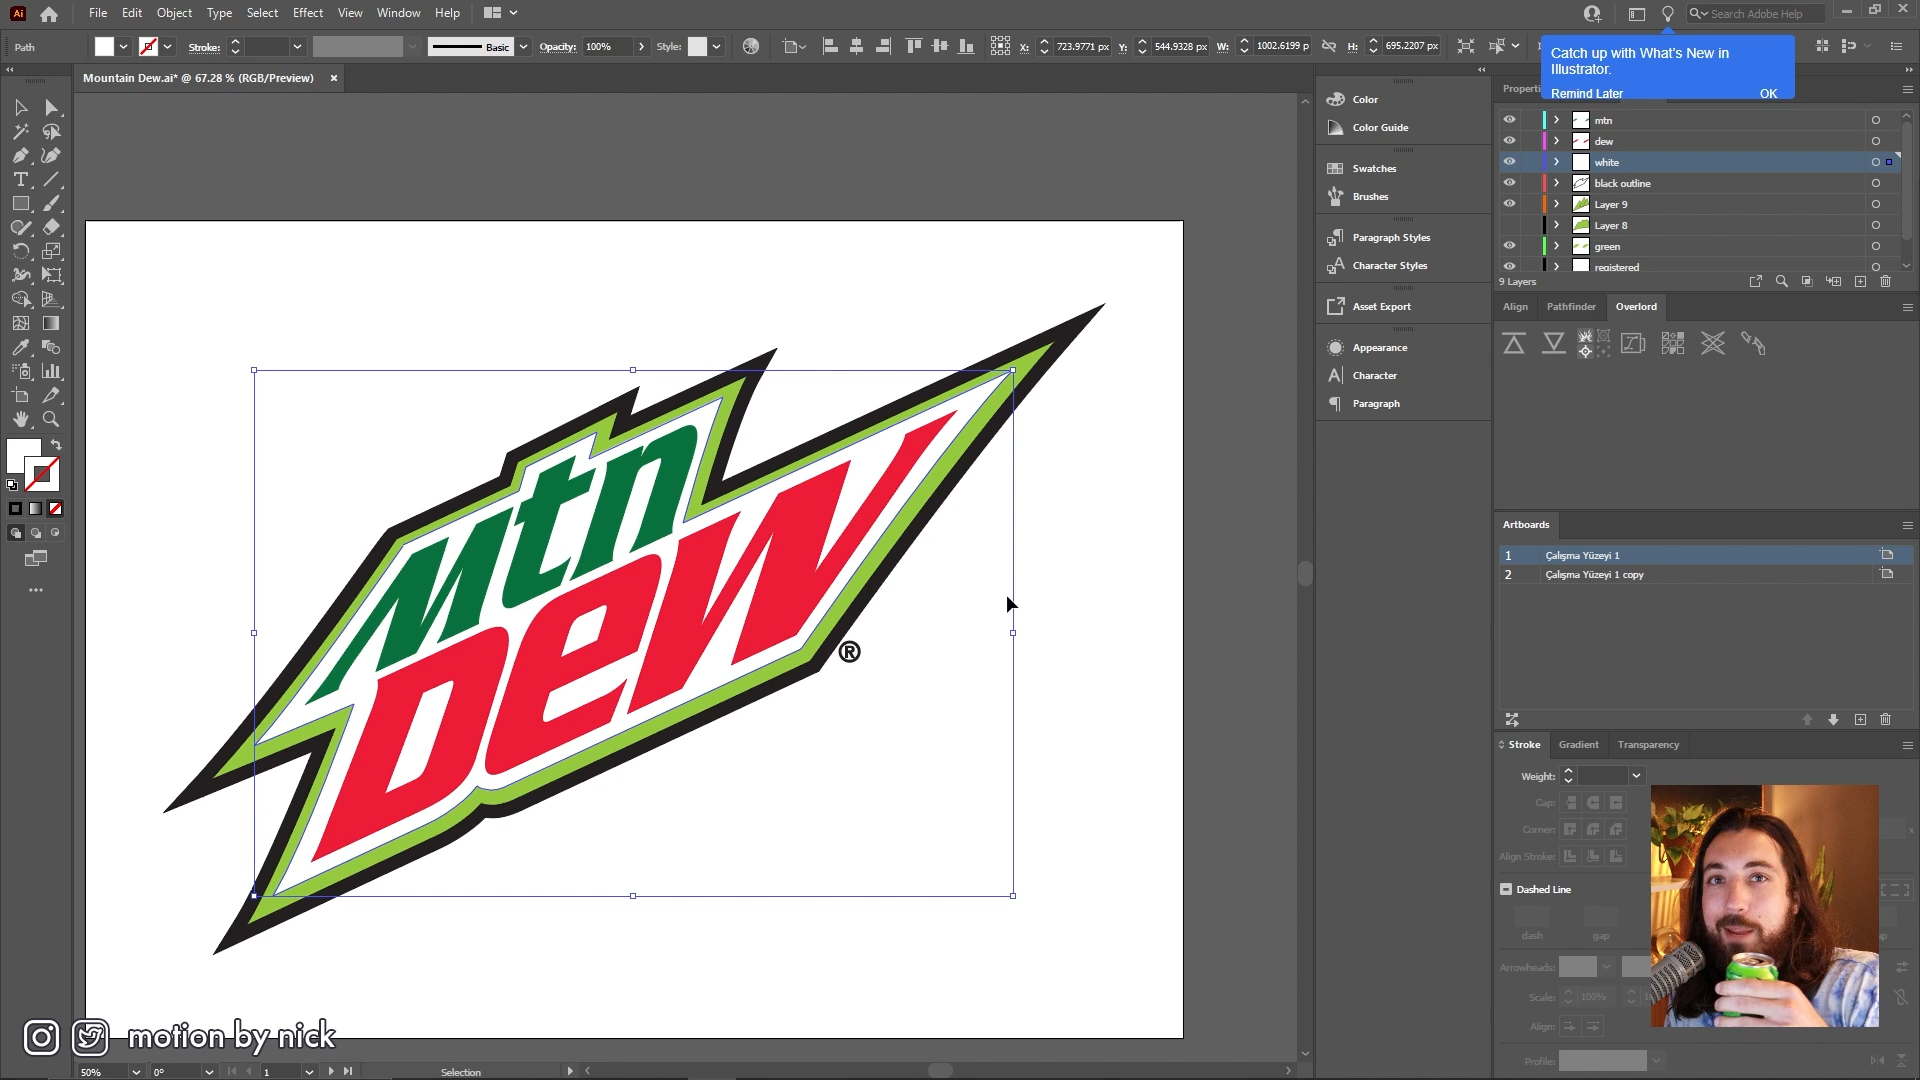 Ai File Edit Object Type Select Effect View Window Help Search Adobe Help
Path Stroke: Basic Opacity: 100% Style: X: 723.9771 px Y: 544.9328 px W: 1002.6199 p H: 695.2207 px
Catch up with What's New in
Illustrator.
Remind Later OK
Mountain Dew.ai* @ 67.28 % (RGB/Preview) ×
Color
Color Guide
Swatches
Brushes
Paragraph Styles
Character Styles
Asset Export
Appearance
Character
Paragraph
mtn
dew
white
black outline
Layer 9
Layer 8
green
registered
9 Layers
Align Pathfinder Overlord
Artboards
1 Çalışma Yüzeyi 1
2 Çalışma Yüzeyi 1 copy
Stroke Gradient Transparency
Weight:
Cap:
Corner:
Align Stroke:
Dashed Line
dash gap
Arrowheads:
Scale: 100%
Align:
Profile:
Mtn
Dew
®
motion by nick
50% 0° 1 Selection